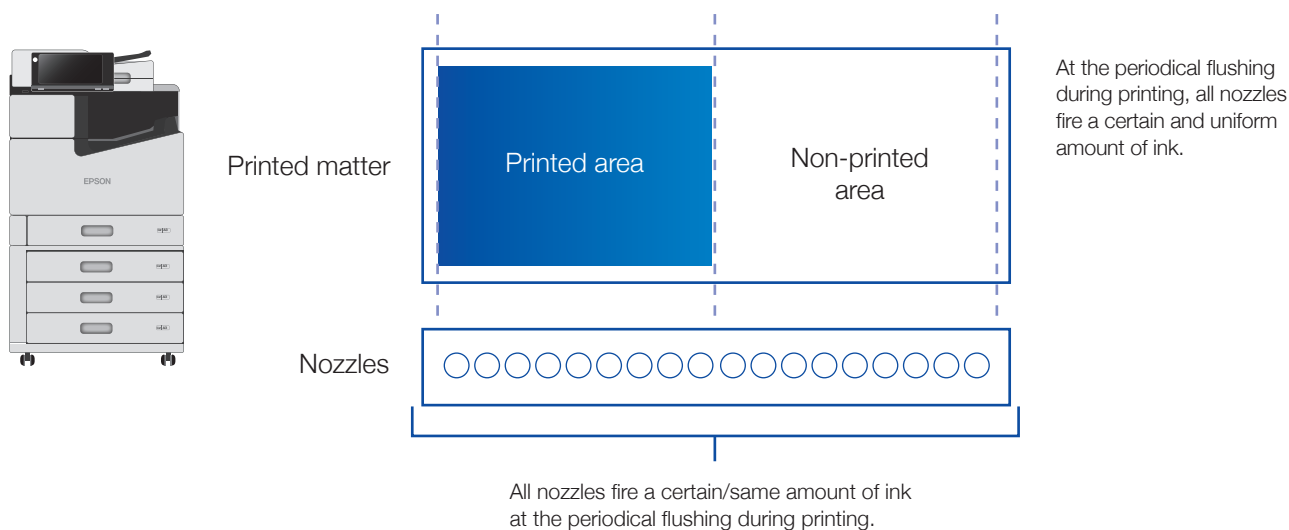 At the periodical flushing
during printing, all nozzles
fire a certain and uniform
amount of ink.
Printed matter
Printed area
Non-printed
area
EPSON
Nozzles
All nozzles fire a certain/same amount of ink
at the periodical flushing during printing.